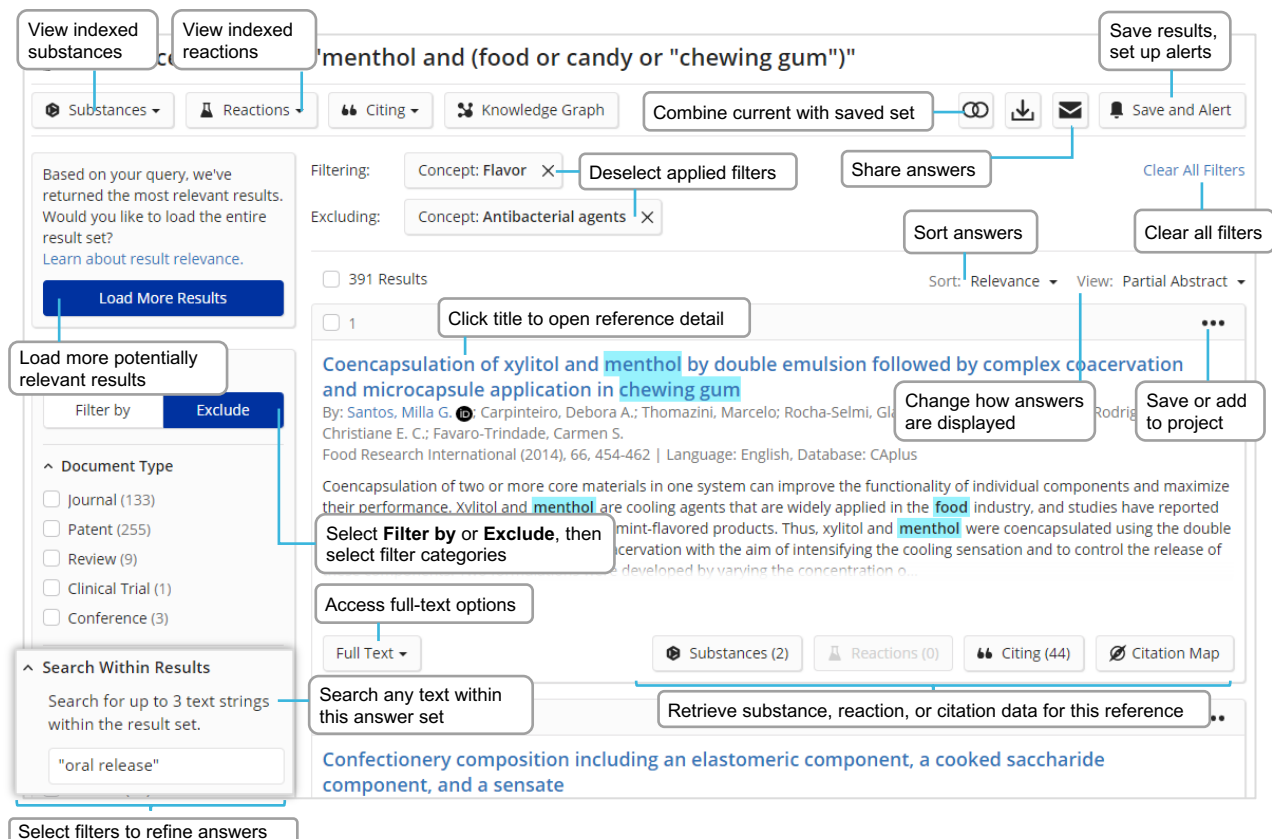 View indexed
substances
View indexed
reactions
Save results,
set up alerts
"menthol and (food or candy or "chewing gum")"
Substances
Reactions
Citing
Knowledge Graph
Combine current with saved set
Save and Alert
Based on your query, we've
returned the most relevant results.
Would you like to load the entire
result set?
Learn about result relevance.
Load More Results
Filtering:
Concept: Flavor
Deselect applied filters
Share answers
Clear All Filters
Excluding:
Concept: Antibacterial agents
Sort answers
Clear all filters
391 Results
Sort: Relevance
View: Partial Abstract
1
Click title to open reference detail
Load more potentially
relevant results
Coencapsulation of xylitol and menthol by double emulsion followed by complex coacervation
and microcapsule application in chewing gum
By: Santos, Milla G.; Carpinteiro, Debora A.; Thomazini, Marcelo; Rocha-Selmi,
Christiane E. C.; Favaro-Trindade, Carmen S.
Food Research International (2014), 66, 454-462 | Language: English, Database: CAplus
Change how answers
are displayed
Save or add
to project
Filter by
Exclude
Document Type
Journal (133)
Patent (255)
Review (9)
Clinical Trial (1)
Conference (3)
Coencapsulation of two or more core materials in one system can improve the functionality of individual components and maximize
their performance. Xylitol and menthol are cooling agents that are widely applied in the food industry, and studies have reported
mint-flavored products. Thus, xylitol and menthol were coencapsulated using the double
with the aim of intensifying the cooling sensation and to control the release of
developed by varying the concentration o...
Select Filter by or Exclude, then
select filter categories
Access full-text options
Full Text
Substances (2)
Reactions (0)
Citing (44)
Citation Map
Search Within Results
Search for up to 3 text strings
within the result set.
"oral release"
Search any text within
this answer set
Retrieve substance, reaction, or citation data for this reference
Confectionery composition including an elastomeric component, a cooked saccharide
component, and a sensate
Select filters to refine answers